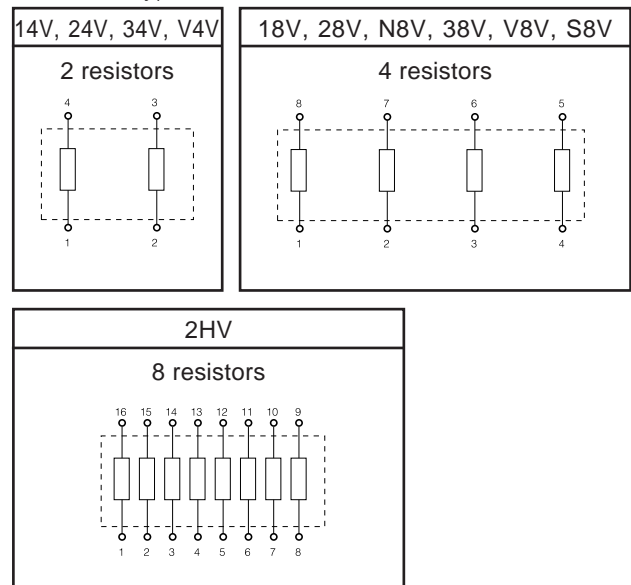 14V, 24V, 34V, V4V
2 resistors
4 3
1 2
18V, 28V, N8V, 38V, V8V, S8V
4 resistors
8 7 6 5
1 2 3 4
2HV
8 resistors
16 15 14 13 12 11 10 9
1 2 3 4 5 6 7 8